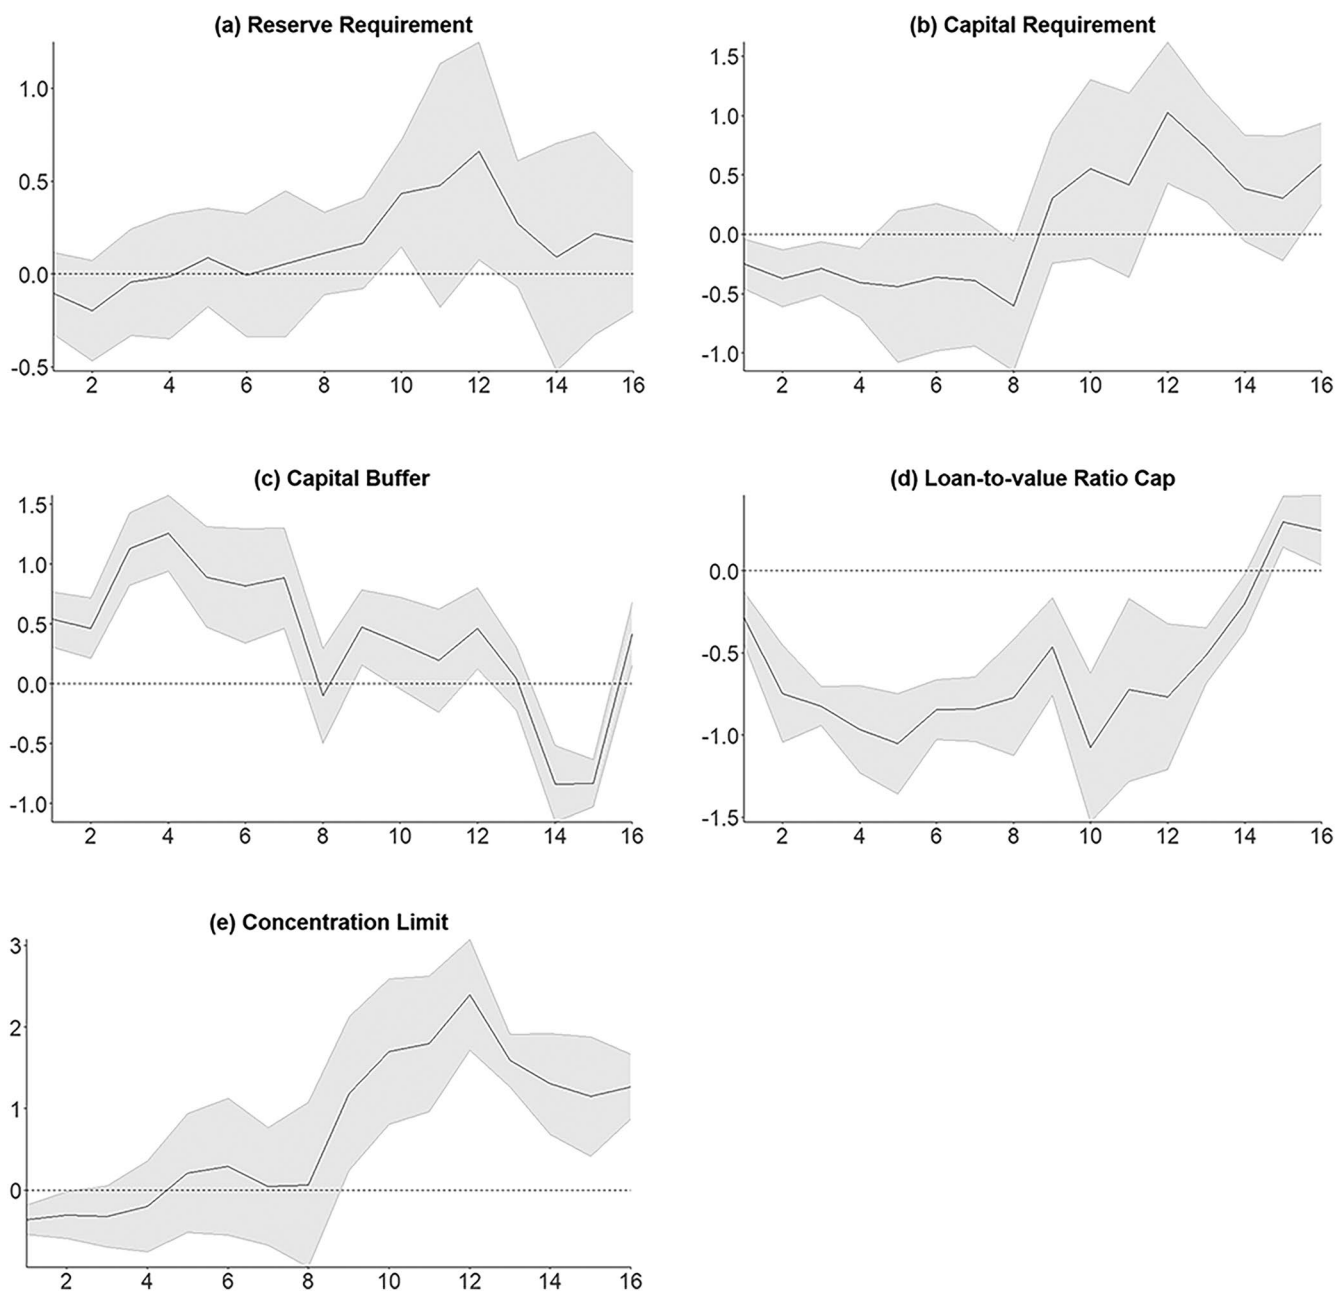 (a) Reserve Requirement
1.0
0.5
0.0
-0.5
2 4 6 8 10 12 14 16
(b) Capital Requirement
1.5
1.0
0.5
0.0
-0.5
-1.0
2 4 6 8 10 12 14 16
(c) Capital Buffer
1.5
1.0
0.5
0.0
-0.5
-1.0
2 4 6 8 10 12 14 16
(d) Loan-to-value Ratio Cap
0.0
-0.5
-1.0
-1.5
2 4 6 8 10 12 14 16
(e) Concentration Limit
3
2
1
0
2 4 6 8 10 12 14 16